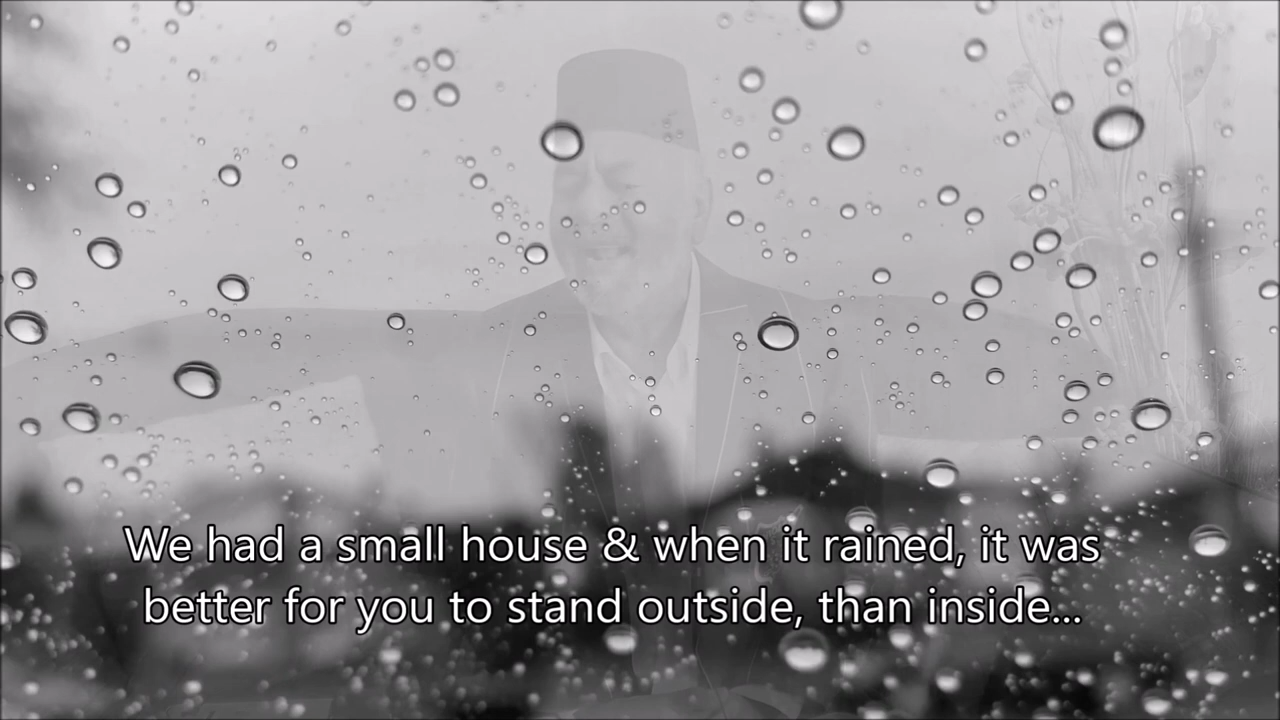 We had a small house & when it rained, it was
better for you to stand outside, than inside...